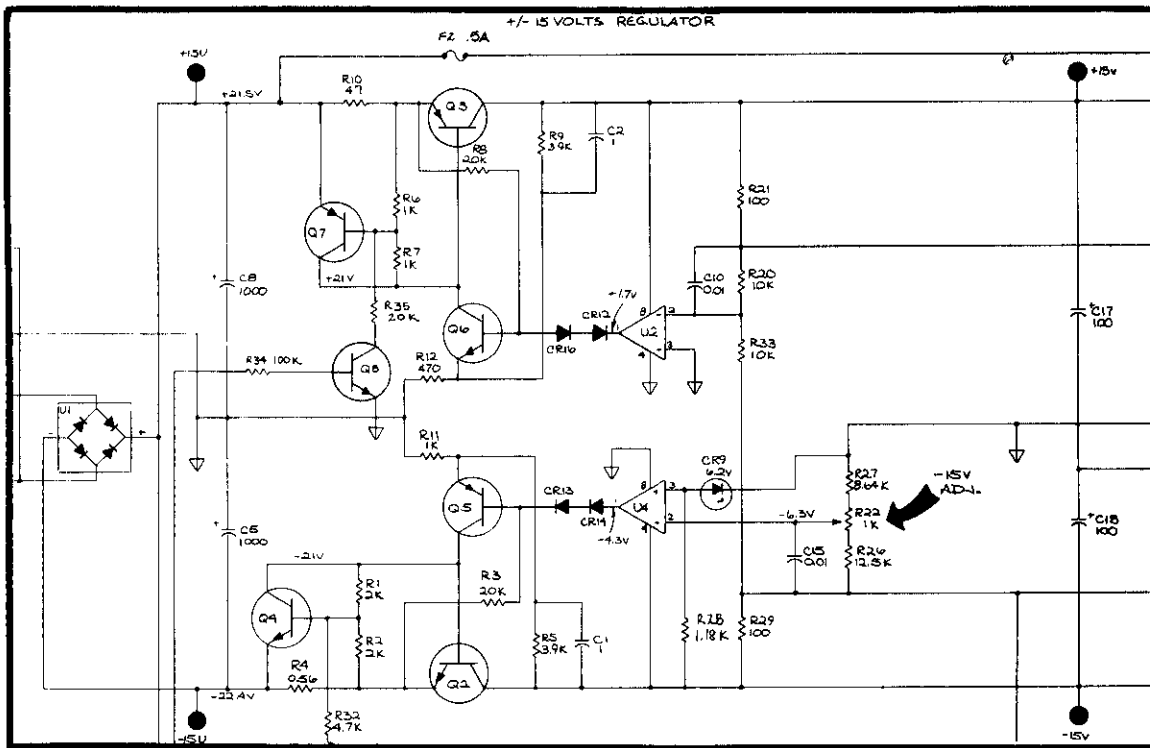 +/- 15 VOLTS REGULATOR
F2 .5A
+15U
+15V
+21.5V
R10
47
Q3
R9
3.9K
C2
1
R8
20K
R21
100
R6
1K
Q7
R7
1K
+21V
C8
1000
R35
20K
C10
0.01
R20
10K
+1.7V
8
2
1
U2
3
4
CR16
CR12
Q6
C17
100
R33
10K
R12
470
R34 100K
Q8
U1
-
+
R11
1K
CR9
6.2V
-15V
ADJ.
R27
8.64K
8
3
1
U4
2
4
CR13
CR14
Q5
-4.3V
-6.3V
R22
1K
C18
100
C5
1000
-21V
C15
0.01
R26
12.5K
R3
20K
R1
2K
Q4
R2
2K
R28
1.18K
R29
100
R5
3.9K
C1
1
R4
0.56
Q2
-22.4V
R32
4.7K
-15U
-15V